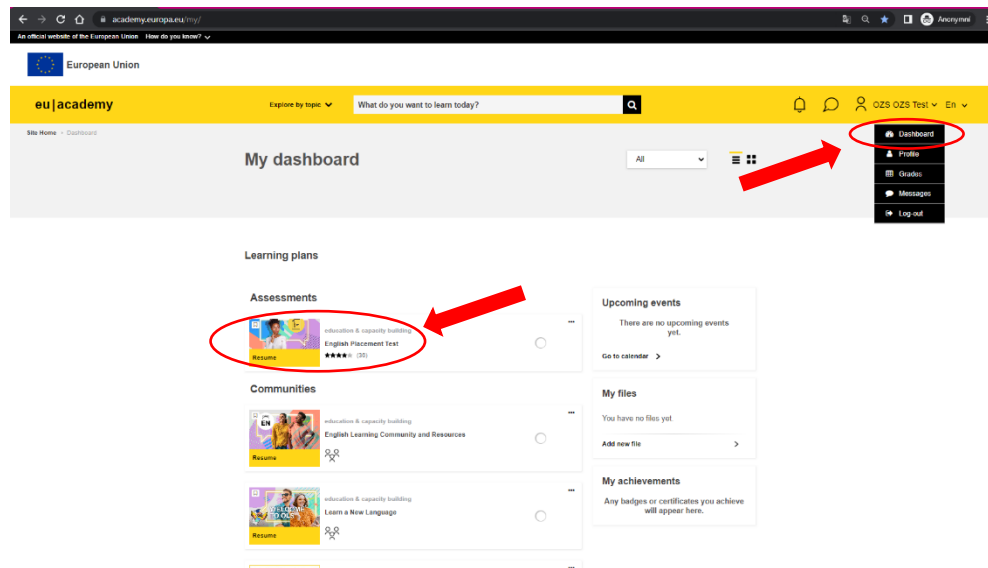 academy.europa.eu/my/
Anonymní
An official website of the European Union How do you know?
European Union
eu|academy
Explore by topic
What do you want to learn today?
OZS OZS Test
En
Site Home
Dashboard
Dashboard
Profile
Grades
Messages
Log-out
My dashboard
All
Learning plans
Assessments
education & capacity building
English Placement Test
(38)
Resume
Communities
EN
education & capacity building
English Learning Community and Resources
Resume
WELCOME
TO OLS
education & capacity building
Learn a New Language
Resume
Upcoming events
There are no upcoming events
yet.
Go to calendar
My files
You have no files yet.
Add new file
My achievements
Any badges or certificates you achieve
will appear here.